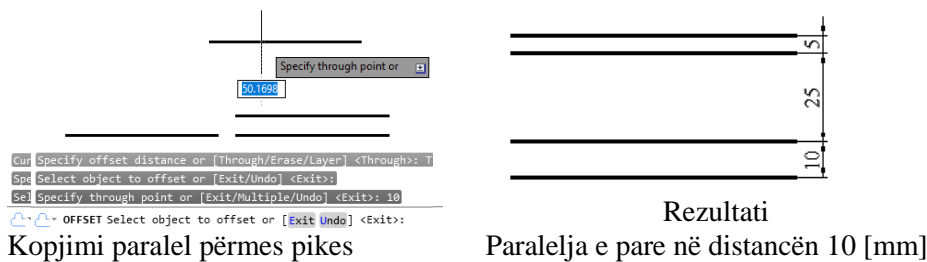 Specify through point or
50.1698
5
25
10
Cur Specify offset distance or [Through/Erase/Layer] <Through>: T
Spe Select object to offset or [Exit/Undo] <Exit>:
Sel Specify through point or [Exit/Multiple/Undo] <Exit>: 10
OFFSET Select object to offset or [Exit Undo] <Exit>:
Kopjimi paralel përmes pikes
Rezultati
Paralelja e pare në distancën 10 [mm]